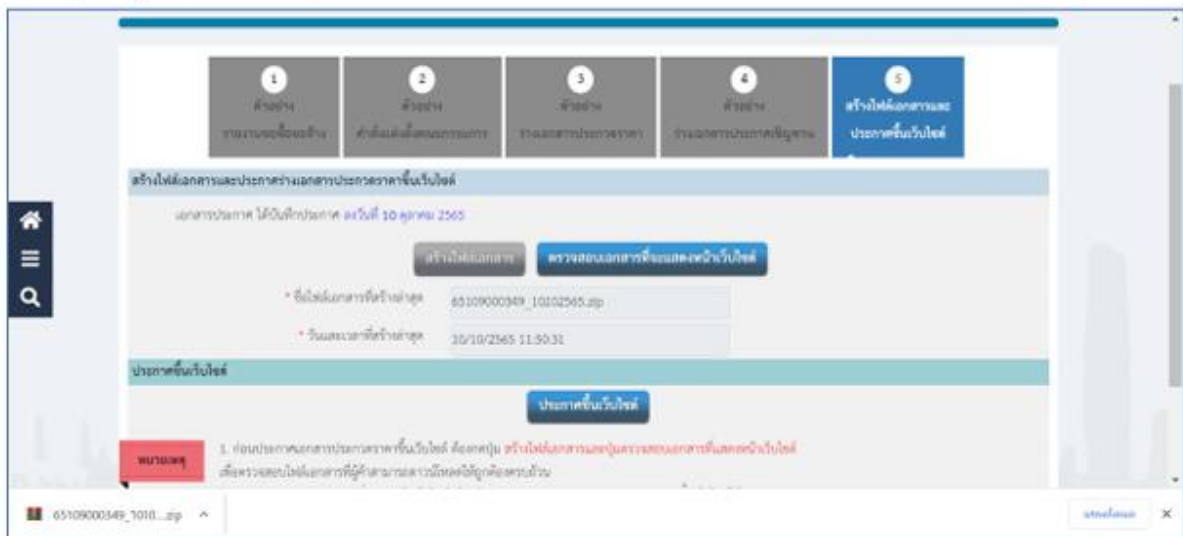 1
ตัวอย่าง
รายงานขอซื้อขอจ้าง
2
ตัวอย่าง
คำสั่งแต่งตั้งคณะกรรมการ
3
ตัวอย่าง
ร่างเอกสารประกวดราคา
4
ตัวอย่าง
ร่างเอกสารประกาศเชิญชวน
5
สร้างไฟล์เอกสารและ
ประกาศขึ้นเว็บไซต์
สร้างไฟล์เอกสารและประกาศร่างเอกสารประกวดราคาขึ้นเว็บไซต์
เอกสารประกาศ ได้บันทึกประกาศ ลงวันที่ 10 ตุลาคม 2565
สร้างไฟล์เอกสาร ตรวจสอบเอกสารที่จะแสดงหน้าเว็บไซต์
* ชื่อไฟล์เอกสารที่สร้างล่าสุด 65109000349_10102565.zip
* วันและเวลาที่สร้างล่าสุด 10/10/2565 11:50:31
ประกาศขึ้นเว็บไซต์
ประกาศขึ้นเว็บไซต์
หมายเหตุ
1. ก่อนประกาศเอกสารประกวดราคาขึ้นเว็บไซต์ ต้องกดปุ่ม สร้างไฟล์เอกสารและปุ่มตรวจสอบเอกสารที่แสดงหน้าเว็บไซต์
เพื่อตรวจสอบไฟล์เอกสารที่ผู้ค้าสามารถดาวน์โหลดให้ถูกต้องครบถ้วน
65109000349_1010....zip
แสดงทั้งหมด